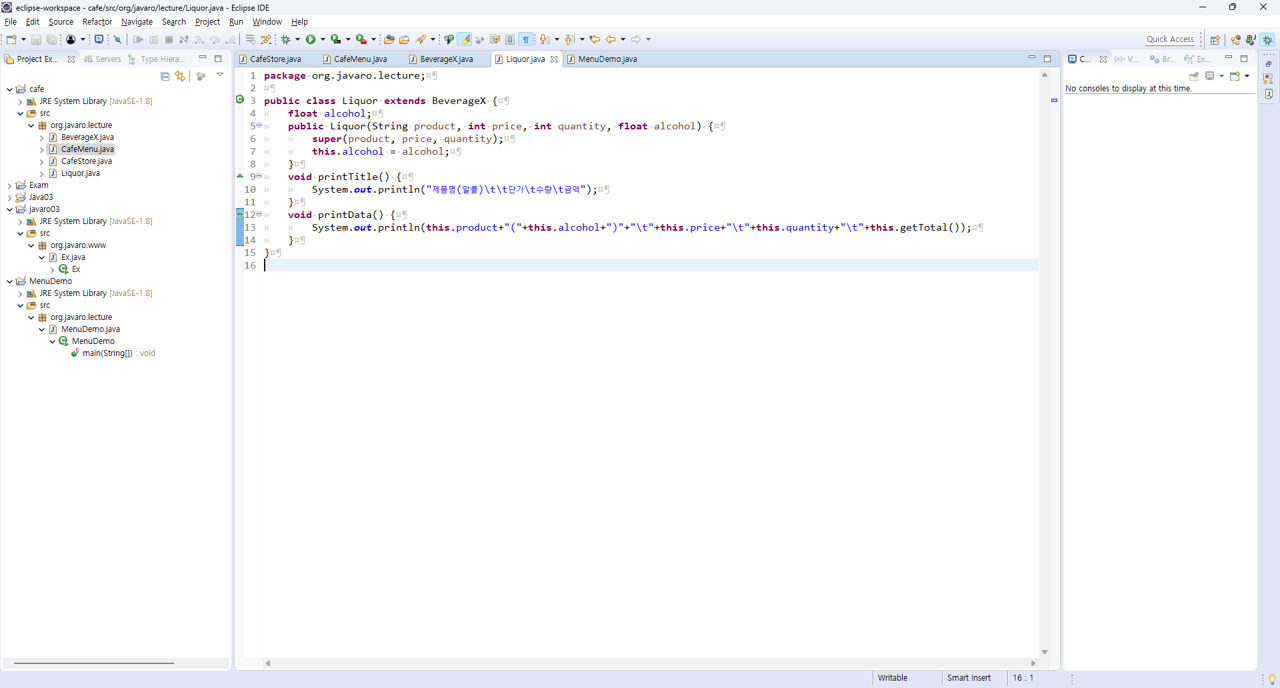 eclipse-workspace - cafe/src/org/javaro/lecture/Liquor.java - Eclipse IDE
File Edit Source Refactor Navigate Search Project Run Window Help
Quick Access
Project Ex... Servers Type Hiera...
CafeStore.java CafeMenu.java BeverageX.java Liquor.java MenuDemo.java
C... V... Br... Ex...
No consoles to display at this time.
cafe
JRE System Library [JavaSE-1.8]
src
org.javaro.lecture
BeverageX.java
CafeMenu.java
CafeStore.java
Liquor.java
Exam
Java03
javaro03
JRE System Library [JavaSE-1.8]
src
org.javaro.www
Ex.java
Ex
MenuDemo
JRE System Library [JavaSE-1.8]
src
org.javaro.lecture
MenuDemo.java
MenuDemo
main(String[]) : void
1 package org.javaro.lecture;¤¶
2 ¤¶
3 public class Liquor extends BeverageX {¤¶
4 » float alcohol;¤¶
5 » public Liquor(String product, int price, int quantity, float alcohol) {¤¶
6 » » super(product, price, quantity);¤¶
7 » » this.alcohol = alcohol;¤¶
8 » }¤¶
9 » void printTitle() {¤¶
10 » » System.out.println("제품명(알콜)\t\t단가\t수량\t금액");¤¶
11 » }¤¶
12 » void printData() {¤¶
13 » » System.out.println(this.product+"("+this.alcohol+")"+"\t"+this.price+"\t"+this.quantity+"\t"+this.getTotal());¤¶
14 » }¤¶
15 }¤¶
16
Writable Smart Insert 16 : 1